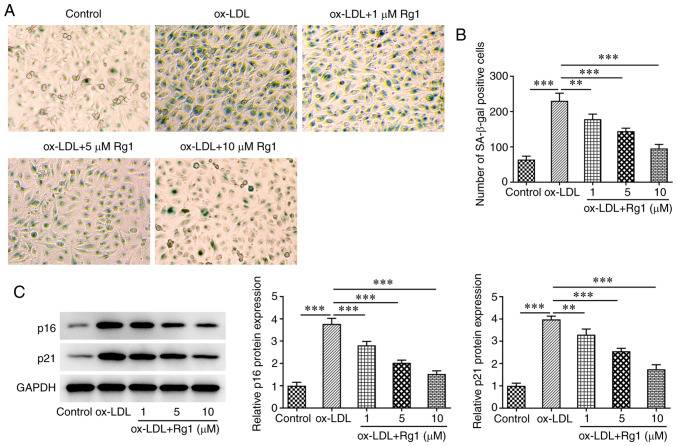 A
Control
ox-LDL
ox-LDL+1 μM Rg1
ox-LDL+5 μM Rg1
ox-LDL+10 μM Rg1
B
Number of SA-β-gal positive cells
300
200
100
0
***
**
***
***
Control
ox-LDL
1
5
10
ox-LDL+Rg1 (μM)
C
p16
p21
GAPDH
Control ox-LDL 1 5 10
ox-LDL+Rg1 (μM)
Relative p16 protein expression
5
4
3
2
1
0
***
***
***
***
Control
ox-LDL
1
5
10
ox-LDL+Rg1 (μM)
Relative p21 protein expression
5
4
3
2
1
0
***
**
***
***
Control
ox-LDL
1
5
10
ox-LDL+Rg1 (μM)